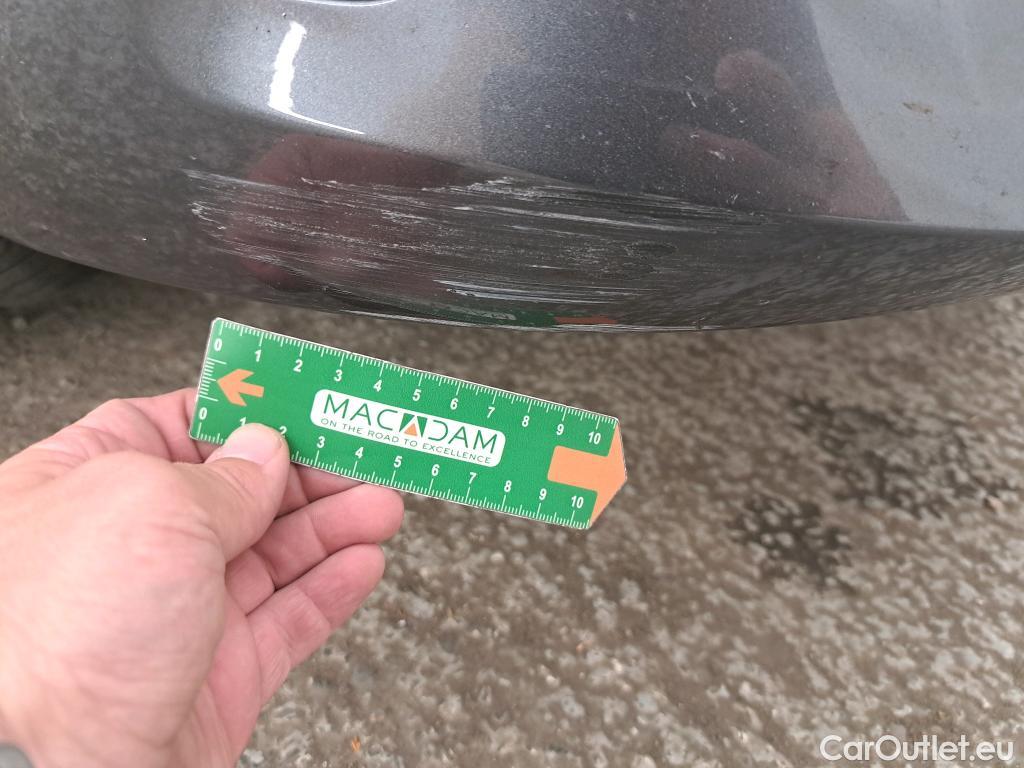 0 1 2 3 4 5 6 7 8 9 10
MACADAM
ON THE ROAD TO EXCELLENCE
0 1 2 3 4 5 6 7 8 9 10
CarOutlet.eu